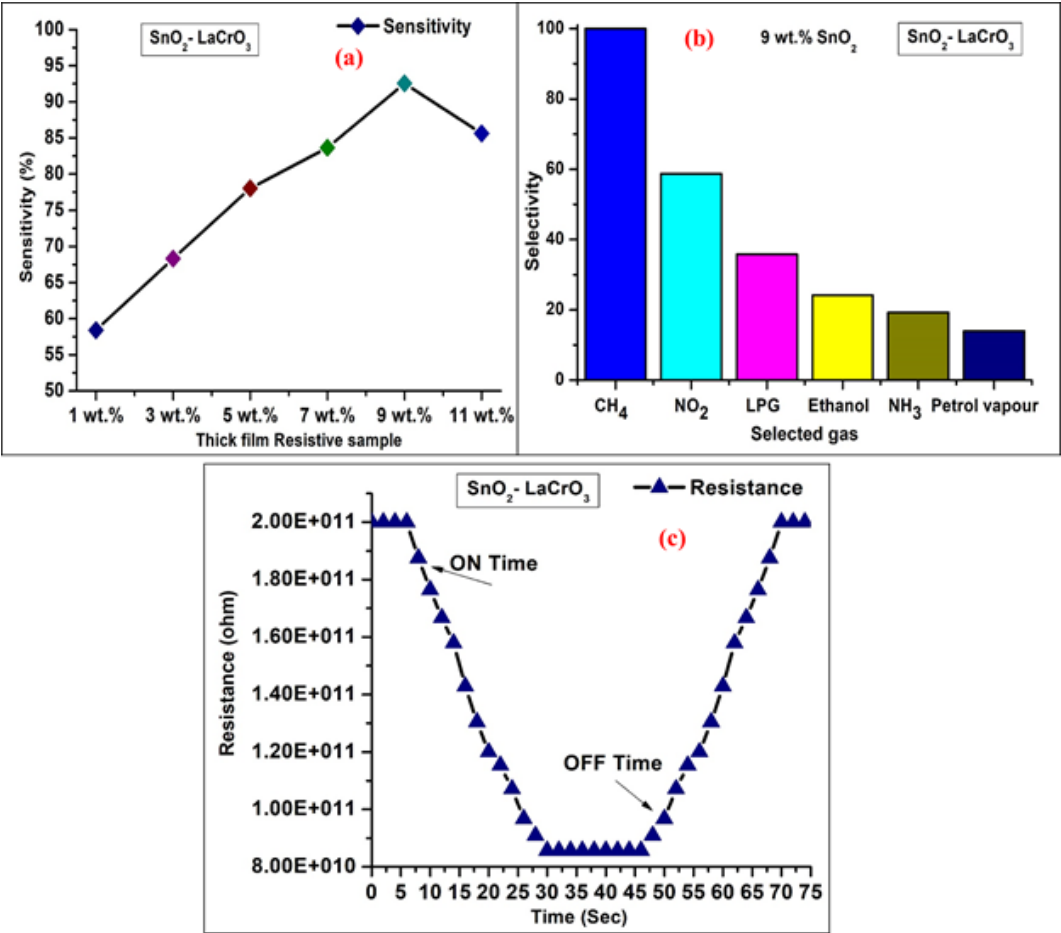 SnO2- LaCrO3
Sensitivity
(a)
Sensitivity (%)
100
95
90
85
80
75
70
65
60
55
50
1 wt.% 3 wt.% 5 wt.% 7 wt.% 9 wt.% 11 wt.%
Thick film Resistive sample
(b)
9 wt.% SnO2
SnO2- LaCrO3
Selectivity
100
80
60
40
20
0
CH4 NO2 LPG Ethanol NH3 Petrol vapour
Selected gas
SnO2- LaCrO3
Resistance
(c)
ON Time
OFF Time
Resistance (ohm)
2.00E+011
1.80E+011
1.60E+011
1.40E+011
1.20E+011
1.00E+011
8.00E+010
0 5 10 15 20 25 30 35 40 45 50 55 60 65 70 75
Time (Sec)